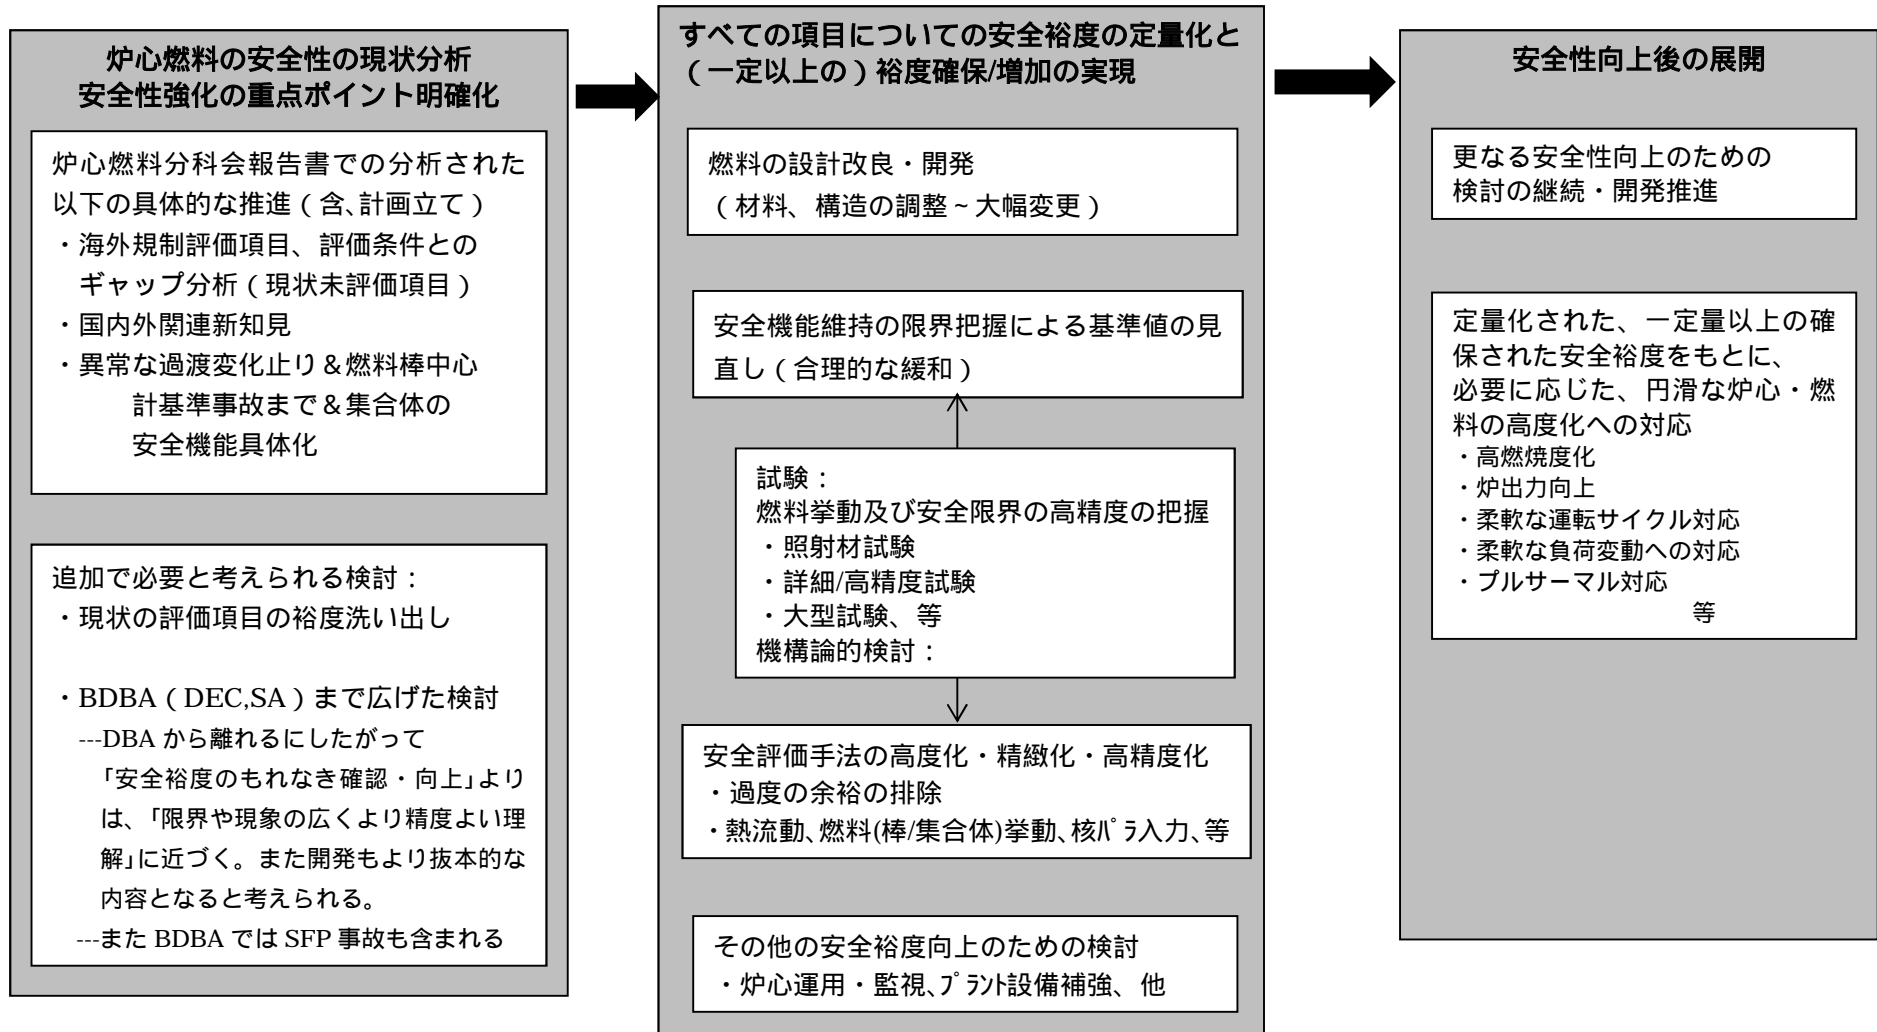 炉心燃料の安全性の現状分析
安全性強化の重点ポイント明確化
炉心燃料分科会報告書での分析された
以下の具体的な推進（含、計画立て）
・海外規制評価項目、評価条件との
ギャップ分析（現状未評価項目）
・国内外関連新知見
・異常な過渡変化止り＆燃料棒中心
計基準事故まで＆集合体の
安全機能具体化
追加で必要と考えられる検討：
・現状の評価項目の裕度洗い出し
・BDBA（DEC,SA）まで広げた検討
---DBA から離れるにしたがって
「安全裕度のもれなき確認・向上」より
は、「限界や現象の広くより精度よい理
解」に近づく。また開発もより抜本的な
内容となると考えられる。
---また BDBA では SFP 事故も含まれる
すべての項目についての安全裕度の定量化と
（一定以上の）裕度確保/増加の実現
燃料の設計改良・開発
（材料、構造の調整～大幅変更）
安全機能維持の限界把握による基準値の見
直し（合理的な緩和）
試験：
燃料挙動及び安全限界の高精度の把握
・照射材試験
・詳細/高精度試験
・大型試験、等
機構論的検討：
安全評価手法の高度化・精緻化・高精度化
・過度の余裕の排除
・熱流動、燃料(棒/集合体)挙動、核ﾊﾟﾗ入力、等
その他の安全裕度向上のための検討
・炉心運用・監視、ﾌﾟﾗﾝﾄ設備補強、他
安全性向上後の展開
更なる安全性向上のための
検討の継続・開発推進
定量化された、一定量以上の確
保された安全裕度をもとに、
必要に応じた、円滑な炉心・燃
料の高度化への対応
・高燃焼度化
・炉出力向上
・柔軟な運転サイクル対応
・柔軟な負荷変動への対応
・プルサーマル対応
等